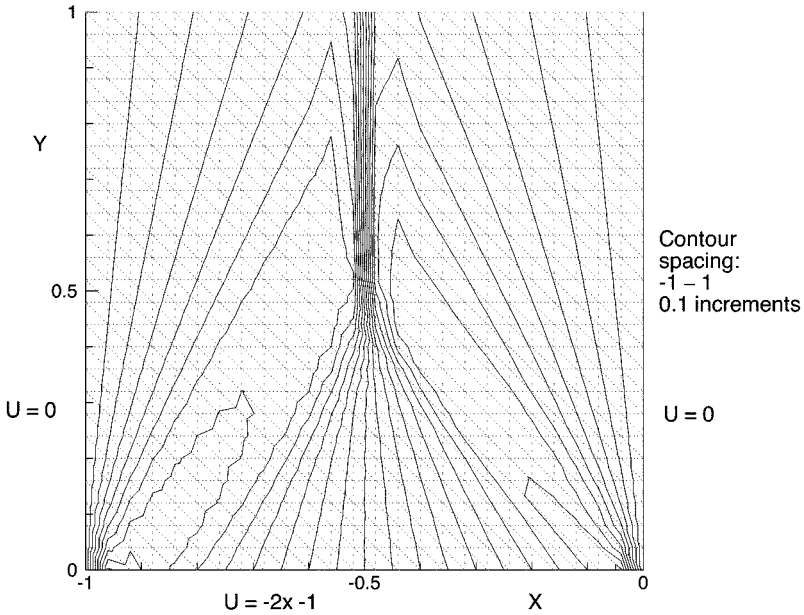 1
Y
Contour
spacing:
-1 – 1
0.1 increments
0.5
U = 0
U = 0
0
-1
-0.5
0
U = -2x -1
X